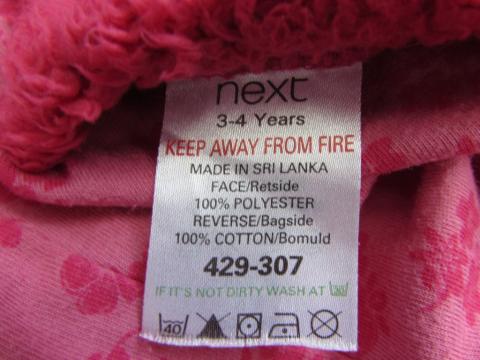 next
3-4 Years
KEEP AWAY FROM FIRE
MADE IN SRI LANKA
FACE/Retside
100% POLYESTER
REVERSE/Bagside
100% COTTON/Bomuld
429-307
IF IT'S NOT DIRTY WASH AT 30
40